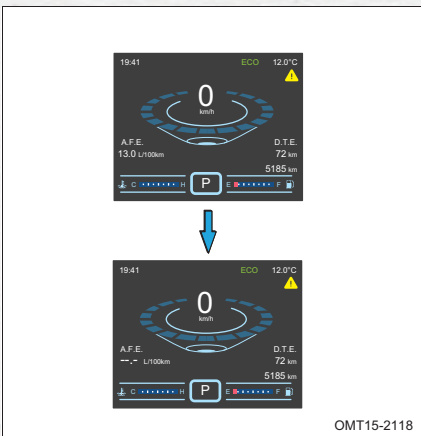 19:41 ECO 12.0°C
0
km/h
A.F.E. D.T.E.
13.0 L/100km 72 km
5185 km
C H P E F
19:41 ECO 12.0°C
0
km/h
A.F.E. D.T.E.
--.- L/100km 72 km
5185 km
C H P E F
OMT15-2118